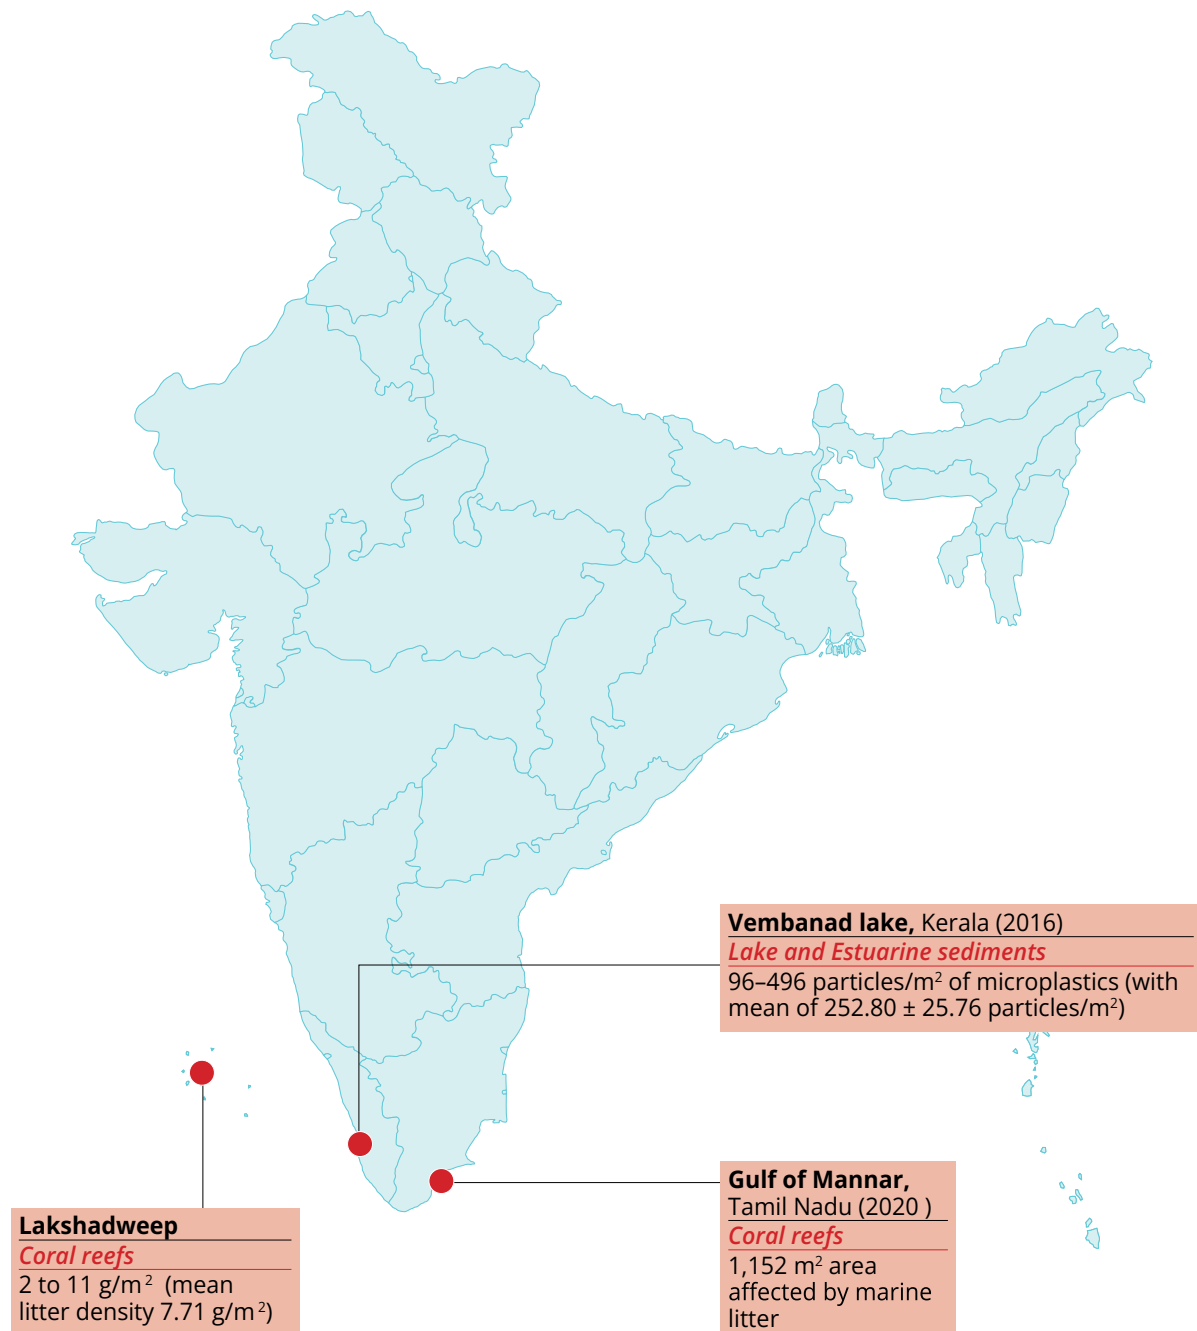 Vembanad lake, Kerala (2016)
Lake and Estuarine sediments
96–496 particles/m² of microplastics (with
mean of 252.80 ± 25.76 particles/m²)
Gulf of Mannar,
Tamil Nadu (2020 )
Coral reefs
1,152 m² area
affected by marine
litter
Lakshadweep
Coral reefs
2 to 11 g/m² (mean
litter density 7.71 g/m²)